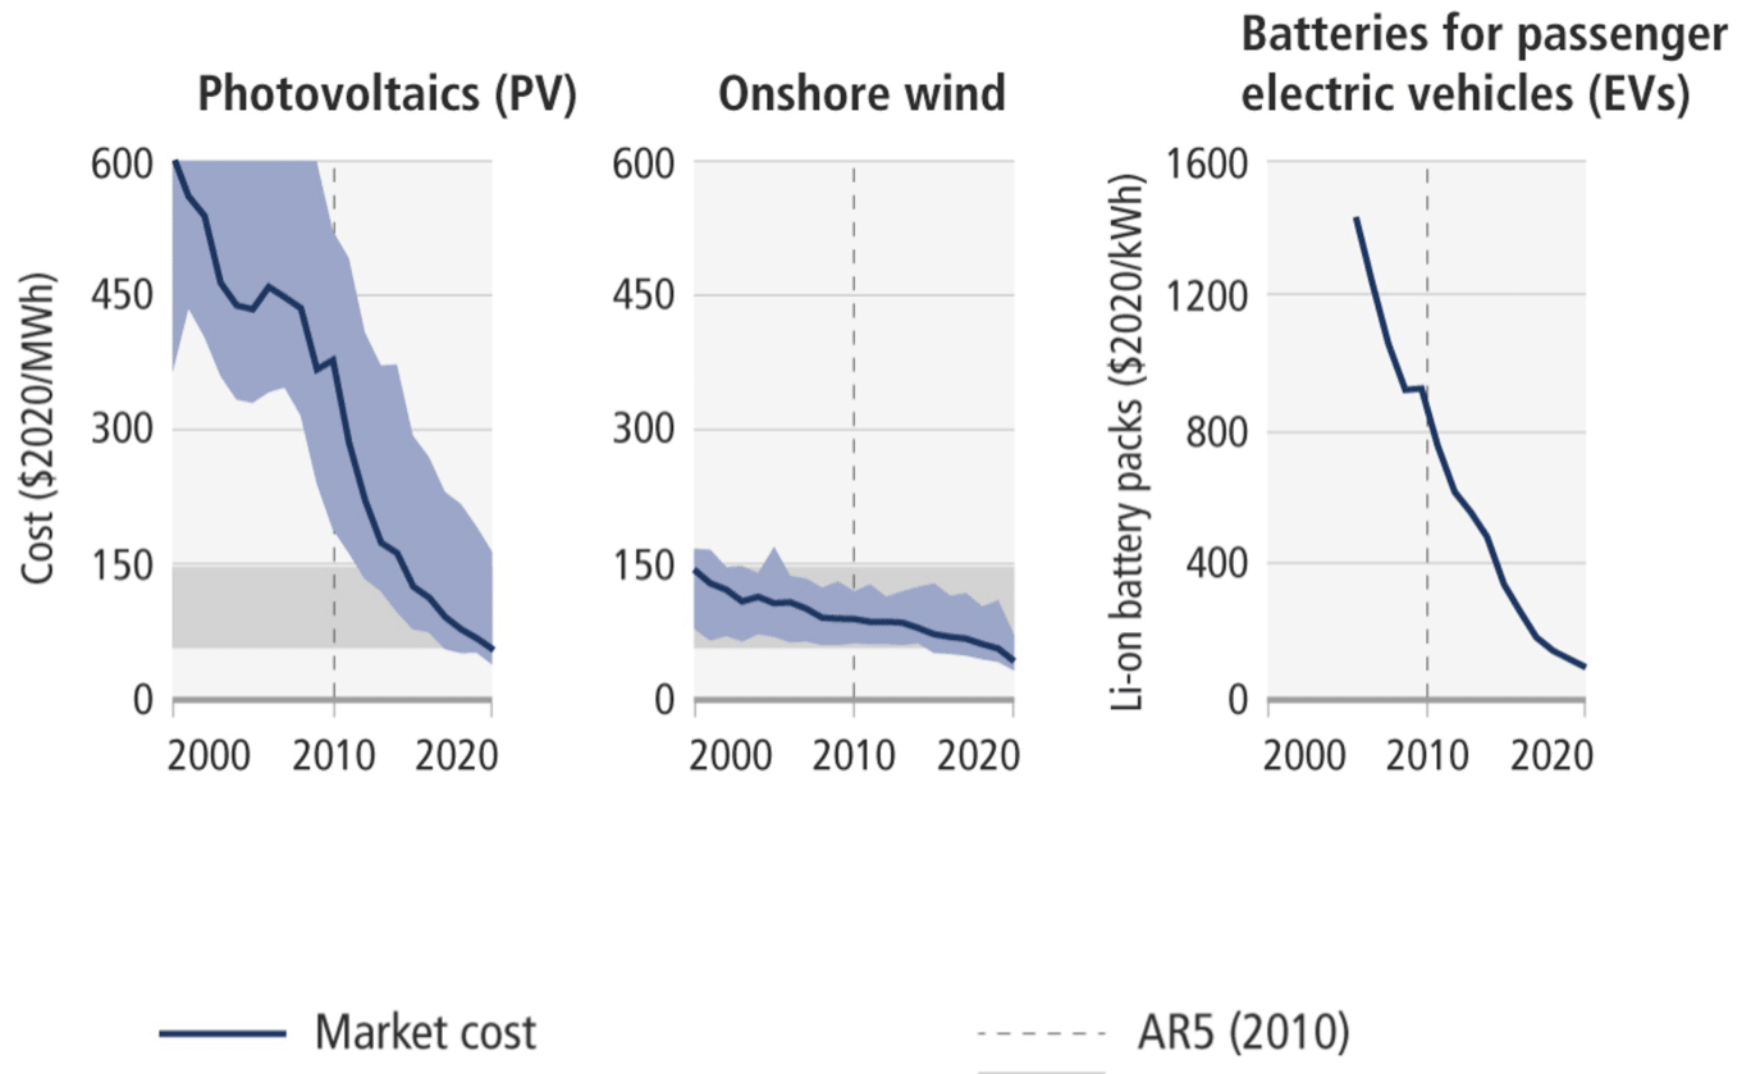 Photovoltaics (PV)
Cost ($2020/MWh)
600
450
300
150
0
2000 2010 2020
Onshore wind
600
450
300
150
0
2000 2010 2020
Batteries for passenger
electric vehicles (EVs)
Li-on battery packs ($2020/kWh)
1600
1200
800
400
0
2000 2010 2020
Market cost
AR5 (2010)